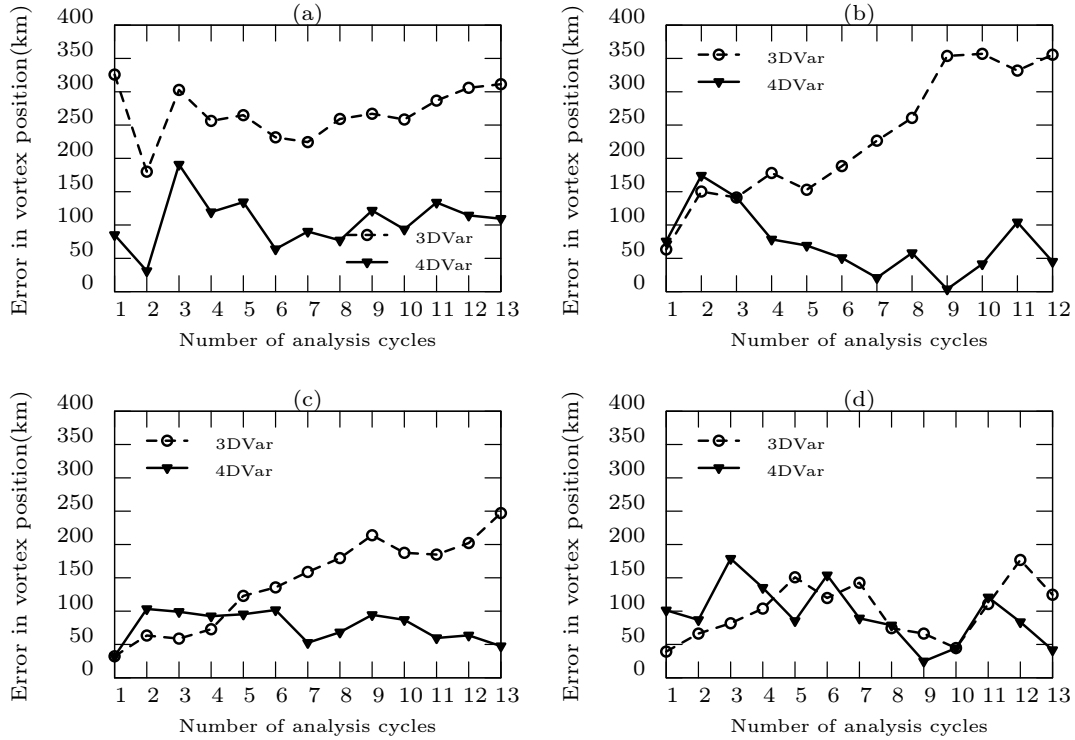 (a)
Error in vortex position(km)
400
350
300
250
200
150
100
50
0
3DVar
4DVar
1 2 3 4 5 6 7 8 9 10 11 12 13
Number of analysis cycles
(b)
Error in vortex position(km)
400
350
300
250
200
150
100
50
0
3DVar
4DVar
1 2 3 4 5 6 7 8 9 10 11 12
Number of analysis cycles
(c)
Error in vortex position(km)
400
350
300
250
200
150
100
50
0
3DVar
4DVar
1 2 3 4 5 6 7 8 9 10 11 12 13
Number of analysis cycles
(d)
Error in vortex position(km)
400
350
300
250
200
150
100
50
0
3DVar
4DVar
1 2 3 4 5 6 7 8 9 10 11 12 13
Number of analysis cycles